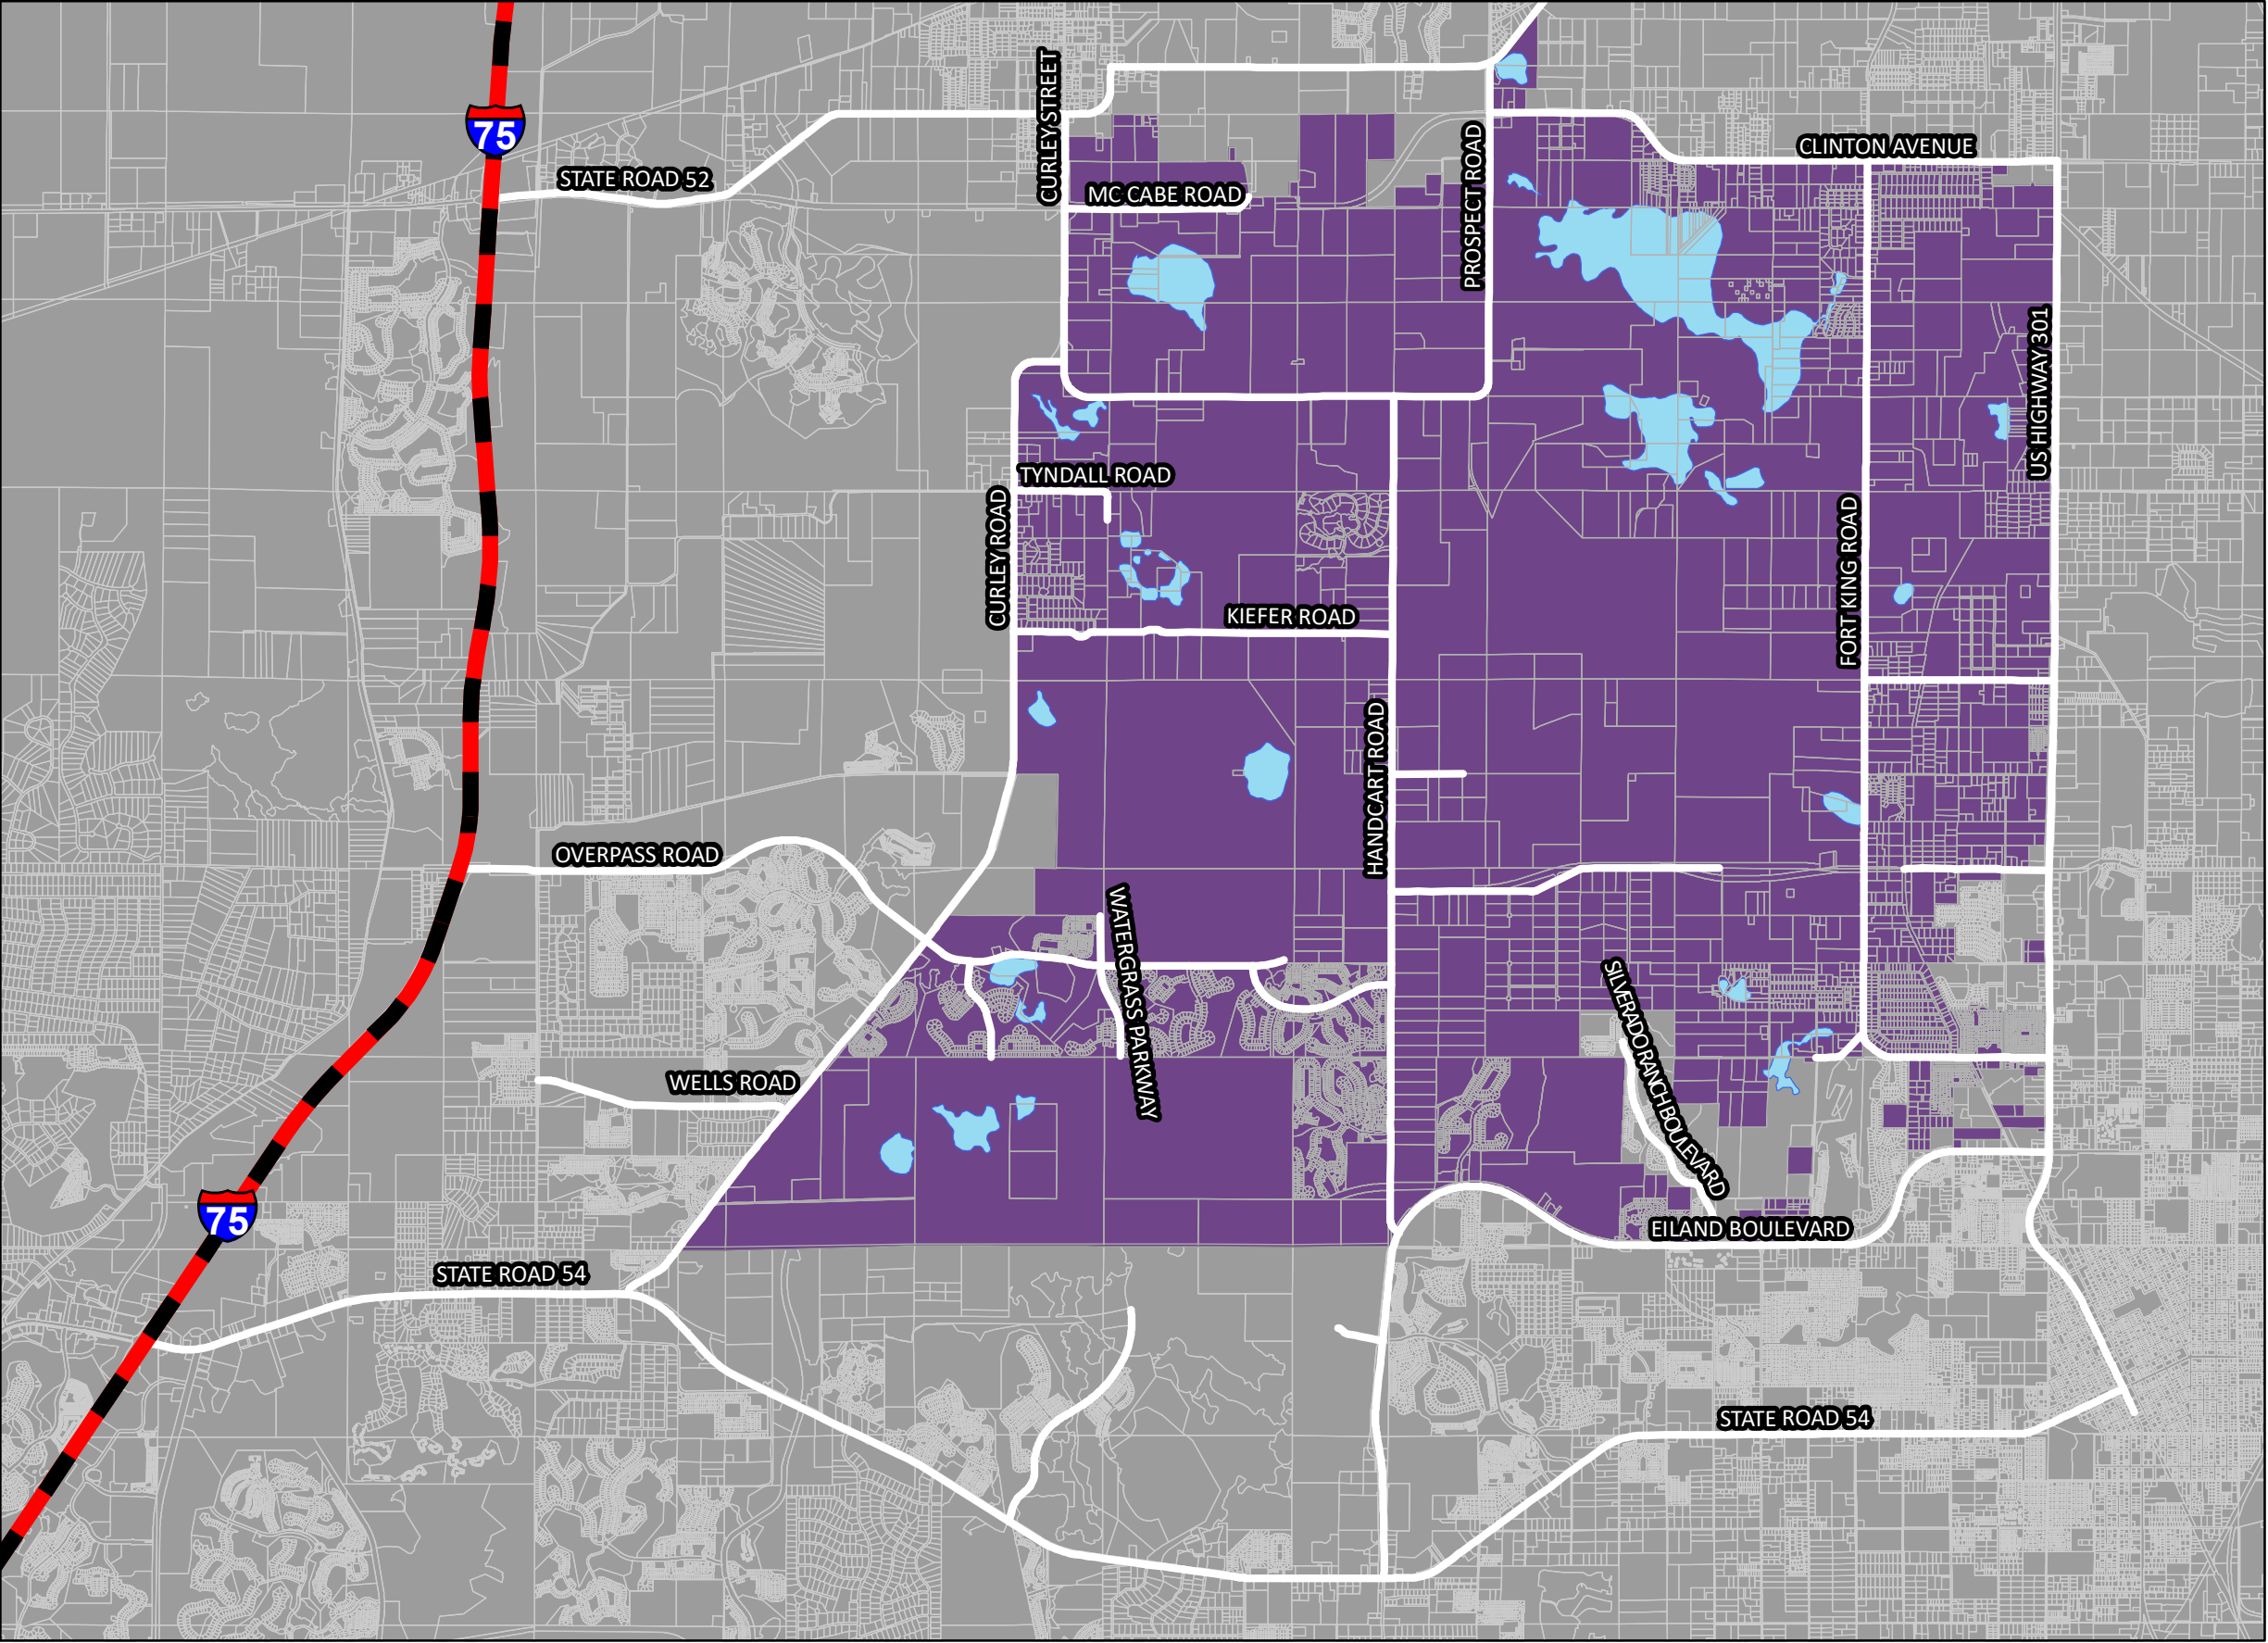 75
STATE ROAD 52
CURLEY STREET
MC CABE ROAD
PROSPECT ROAD
CLINTON AVENUE
US HIGHWAY 301
TYNDALL ROAD
CURLEY ROAD
KIEFER ROAD
FORT KING ROAD
HANDCART ROAD
OVERPASS ROAD
WATERGRASS PARKWAY
SILVERADO RANCH BOULEVARD
WELLS ROAD
75
EILAND BOULEVARD
STATE ROAD 54
STATE ROAD 54